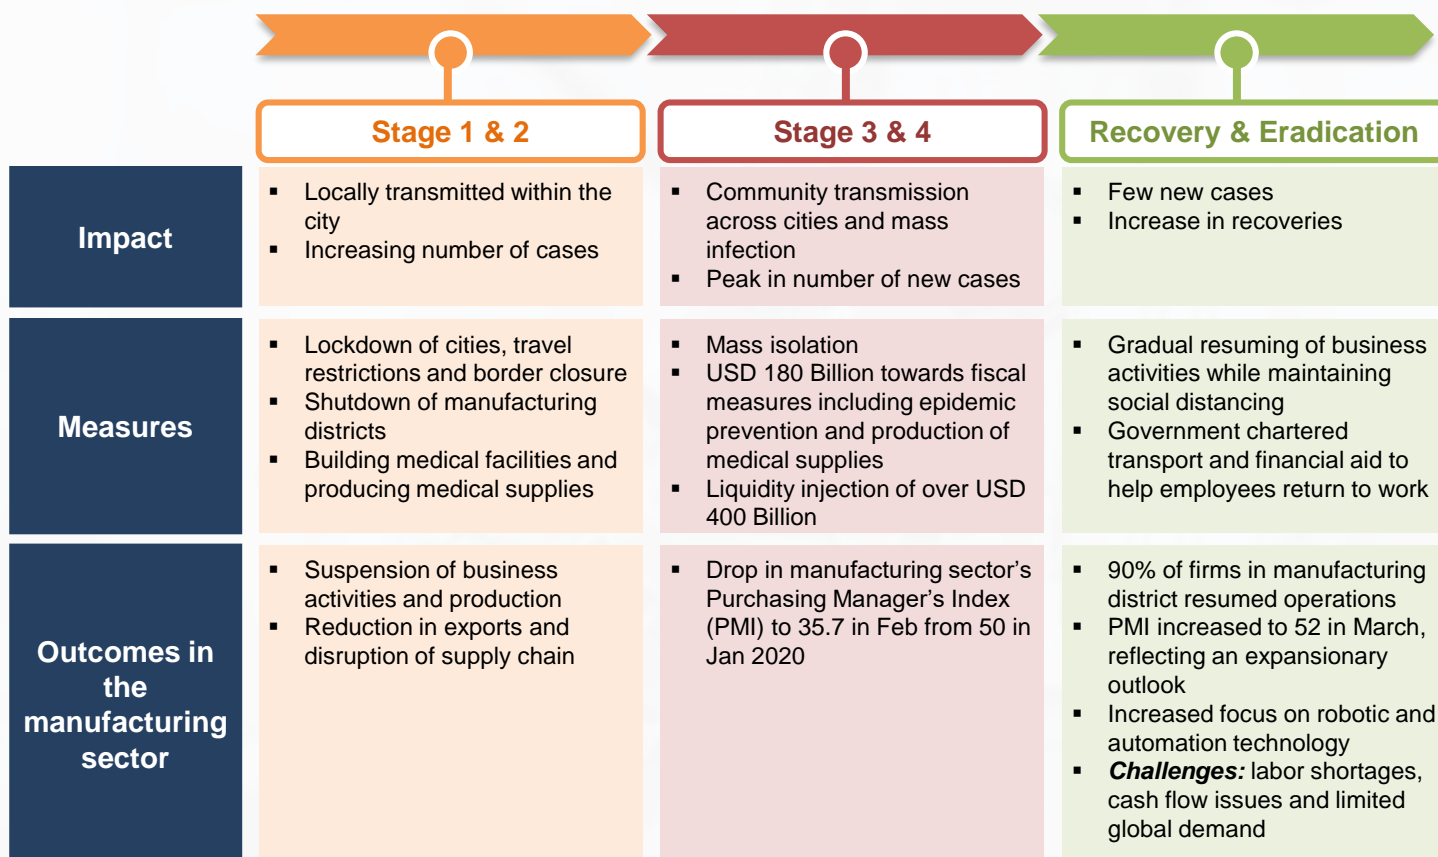 Stage 1 & 2
Stage 3 & 4
Recovery & Eradication
Impact
▪ Locally transmitted within the
city
▪ Increasing number of cases
▪ Community transmission
across cities and mass
infection
▪ Peak in number of new cases
▪ Few new cases
▪ Increase in recoveries
Measures
▪ Lockdown of cities, travel
restrictions and border closure
▪ Shutdown of manufacturing
districts
▪ Building medical facilities and
producing medical supplies
▪ Mass isolation
▪ USD 180 Billion towards fiscal
measures including epidemic
prevention and production of
medical supplies
▪ Liquidity injection of over USD
400 Billion
▪ Gradual resuming of business
activities while maintaining
social distancing
▪ Government chartered
transport and financial aid to
help employees return to work
Outcomes in
the
manufacturing
sector
▪ Suspension of business
activities and production
▪ Reduction in exports and
disruption of supply chain
▪ Drop in manufacturing sector’s
Purchasing Manager’s Index
(PMI) to 35.7 in Feb from 50 in
Jan 2020
▪ 90% of firms in manufacturing
district resumed operations
▪ PMI increased to 52 in March,
reflecting an expansionary
outlook
▪ Increased focus on robotic and
automation technology
▪ Challenges: labor shortages,
cash flow issues and limited
global demand